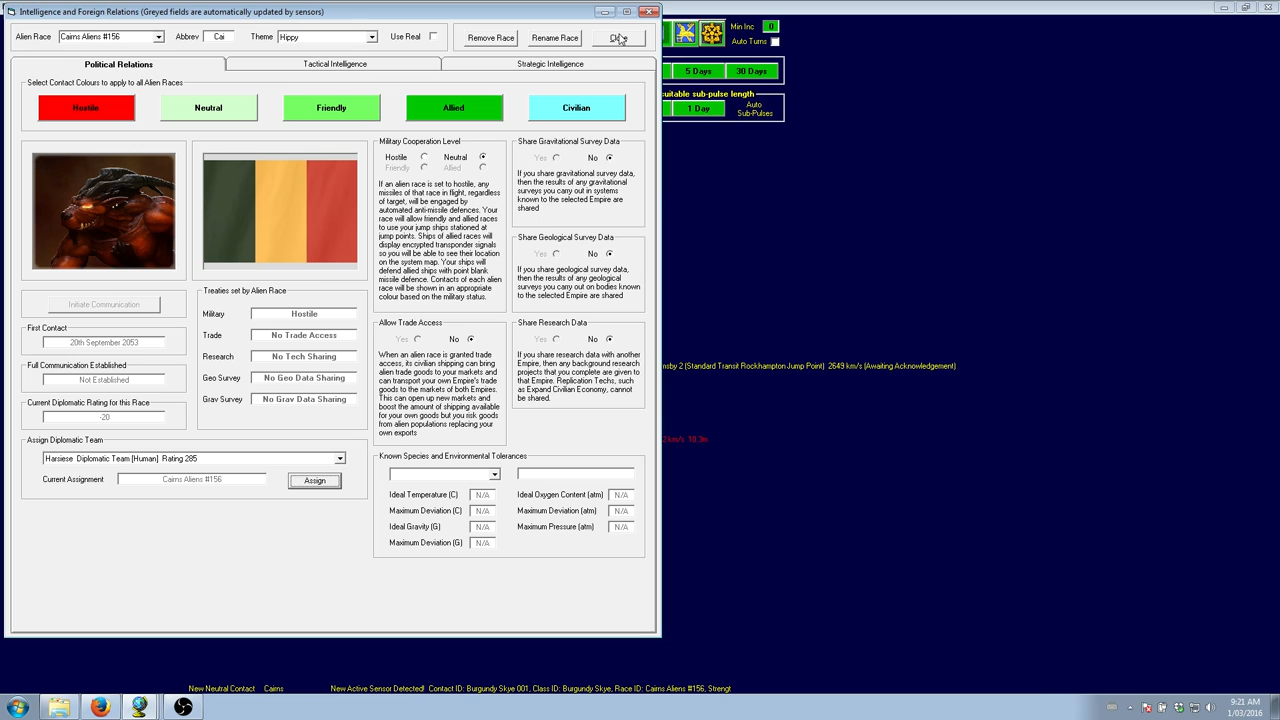 Intelligence and Foreign Relations (Greyed fields are automatically updated by sensors)
Race Cairns Aliens #156 Abbrev Cai Theme Hippy Use Real Remove Race Rename Race
Political Relations Tactical Intelligence Strategic Intelligence
Select Contact Colours to apply to all Alien Races
Hostile Neutral Friendly Allied Civilian
Military Cooperation Level
Hostile Neutral
Friendly Allied
If an alien race is set to hostile, any
missiles of that race in flight, regardless
of target, will be engaged by
automated anti-missile defences. Your
race will allow friendly and allied races
to use your jump ships stationed at
jump points. Ships of allied races will
display encrypted transponder signals
so you will be able to see their location
on the system map. Your ships will
defend allied ships with point blank
missile defence. Contacts of each alien
race will be shown in an appropriate
colour based on the military status.
Share Gravitational Survey Data
Yes No
If you share gravitational survey data,
then the results of any gravitational
surveys you carry out in systems
known to the selected Empire are
shared
Share Geological Survey Data
Yes No
If you share geological survey data,
then the results of any geological
surveys you carry out on bodies known
to the selected Empire are shared
Initiate Communication
First Contact
20th September 2053
Full Communication Established
Not Established
Current Diplomatic Rating for this Race
-20
Treaties set by Alien Race
Military Hostile
Trade No Trade Access
Research No Tech Sharing
Geo Survey No Geo Data Sharing
Grav Survey No Grav Data Sharing
Allow Trade Access
Yes No
When an alien race is granted trade
access, its civilian shipping can bring
alien trade goods to your markets and
can transport your own Empire's trade
goods to the markets of both Empires.
This can open up new markets and
boost the amount of shipping available
for your own goods but you risk goods
from alien populations replacing your
own exports
Share Research Data
Yes No
If you share research data with another
Empire, then any background research
projects that you complete are given to
that Empire. Replication Techs, such
as Expand Civilian Economy, cannot
be shared.
Assign Diplomatic Team
Harsiese Diplomatic Team [Human] Rating 285
Current Assignment Cairns Aliens #156 Assign
Known Species and Environmental Tolerances
Ideal Temperature (C) N/A Ideal Oxygen Content (atm) N/A
Maximum Deviation (C) N/A Maximum Deviation (atm) N/A
Ideal Gravity (G) N/A Maximum Pressure (atm) N/A
Maximum Deviation (G) N/A
Min Inc 0
Auto Turns
5 Days 30 Days
suitable sub-pulse length
1 Day Auto
Sub-Pulses
nsby 2 (Standard Transit Rockhampton Jump Point) 2649 km/s (Awaiting Acknowledgement)
2 km/s 10.3m
New Neutral Contact Cairns New Active Sensor Detected! Contact ID: Burgundy Skye 001, Class ID: Burgundy Skye, Race ID: Cairns Aliens #156, Strengt
9:21 AM
1/03/2016